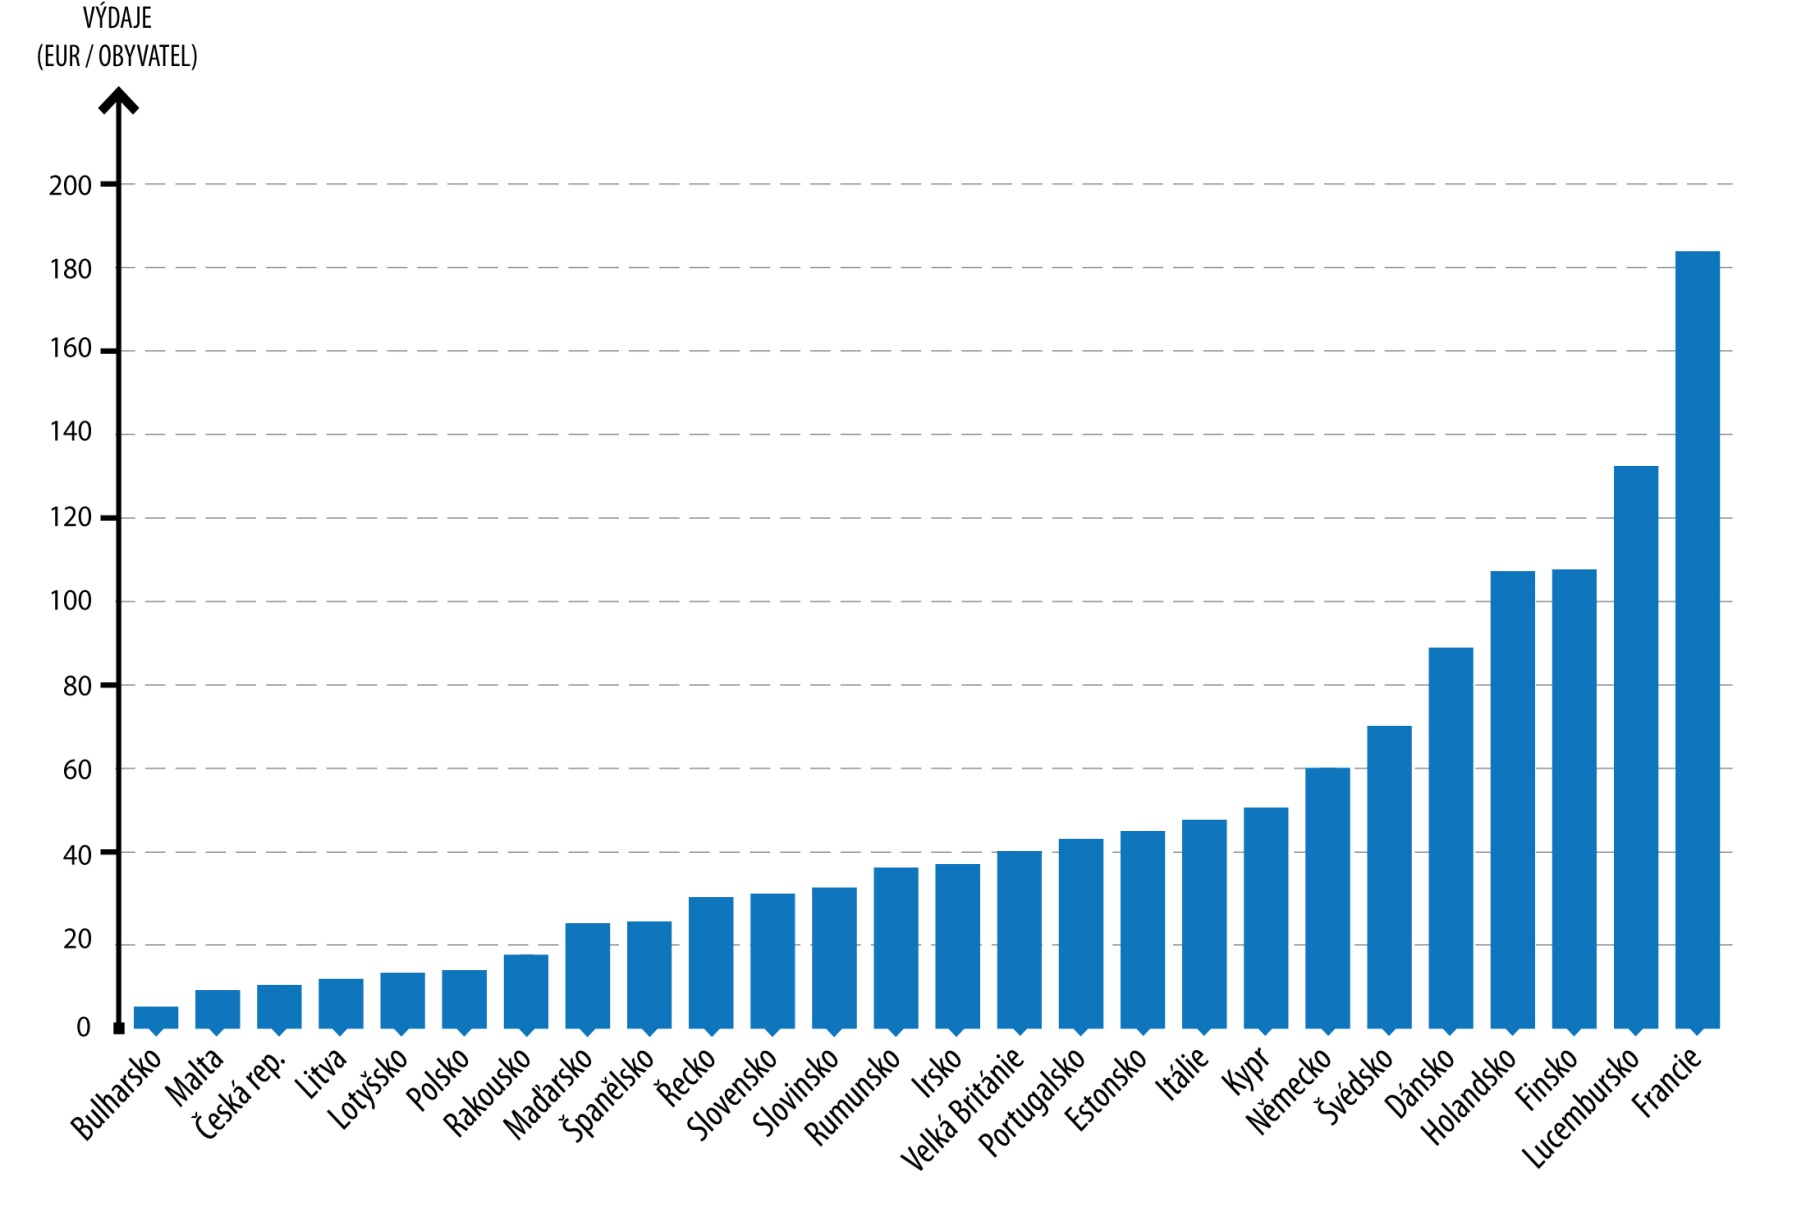 VÝDAJE
(EUR / OBYVATEL)
200
180
160
140
120
100
80
60
40
20
0
Bulharsko
Malta
Česká rep.
Litva
Lotyšsko
Polsko
Rakousko
Maďarsko
Španělsko
Řecko
Slovensko
Slovinsko
Rumunsko
Irsko
Velká Británie
Portugalsko
Estonsko
Itálie
Kypr
Německo
Švédsko
Dánsko
Holandsko
Finsko
Lucembursko
Francie